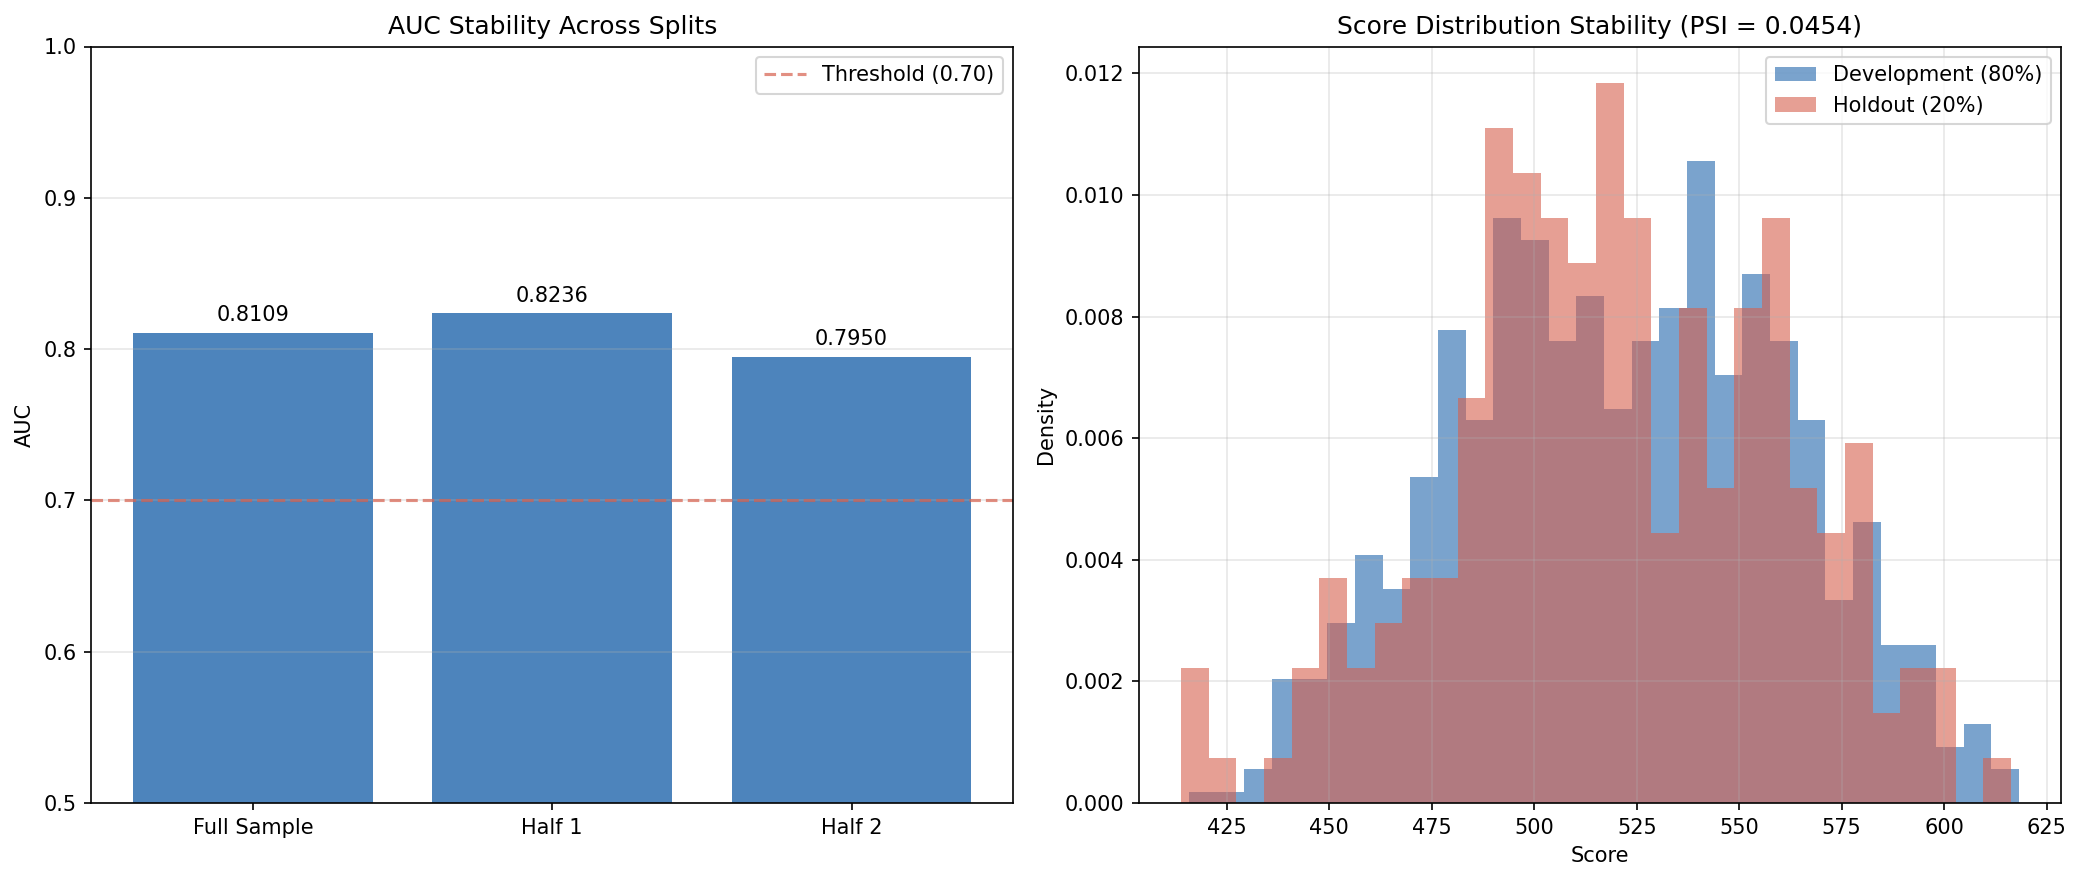 AUC Stability Across Splits
Threshold (0.70)
AUC
1.0
0.9
0.8
0.7
0.6
0.5
0.8109
0.8236
0.7950
Full Sample
Half 1
Half 2
Score Distribution Stability (PSI = 0.0454)
Development (80%)
Holdout (20%)
Density
0.012
0.010
0.008
0.006
0.004
0.002
0.000
425
450
475
500
525
550
575
600
625
Score